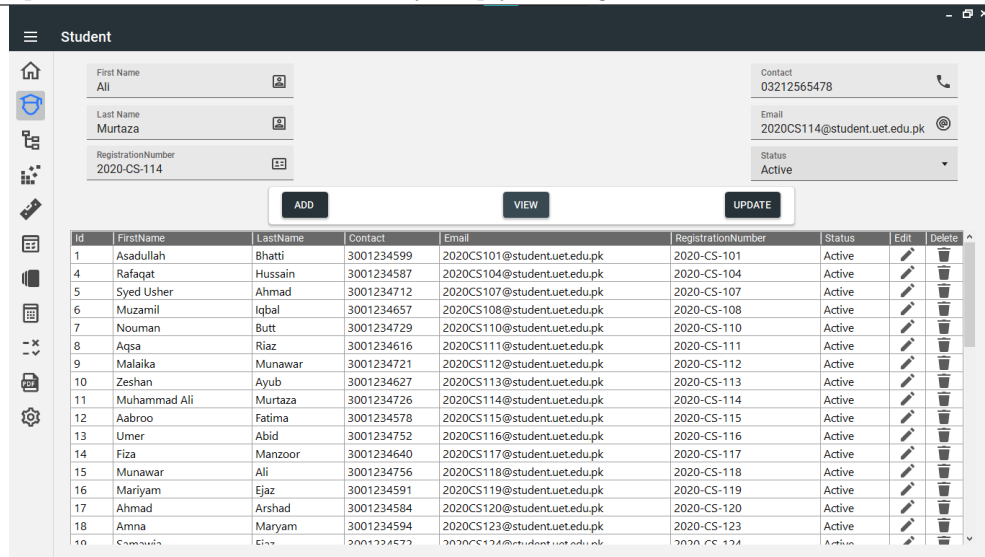 Student
First Name
Ali
Contact
03212565478
Last Name
Murtaza
Email
2020CS114@student.uet.edu.pk
RegistrationNumber
2020-CS-114
Status
Active
ADD VIEW UPDATE
Id FirstName LastName Contact Email RegistrationNumber Status Edit Delete
1 Asadullah Bhatti 3001234599 2020CS101@student.uet.edu.pk 2020-CS-101 Active
4 Rafaqat Hussain 3001234587 2020CS104@student.uet.edu.pk 2020-CS-104 Active
5 Syed Usher Ahmad 3001234712 2020CS107@student.uet.edu.pk 2020-CS-107 Active
6 Muzamil Iqbal 3001234657 2020CS108@student.uet.edu.pk 2020-CS-108 Active
7 Nouman Butt 3001234729 2020CS110@student.uet.edu.pk 2020-CS-110 Active
8 Aqsa Riaz 3001234616 2020CS111@student.uet.edu.pk 2020-CS-111 Active
9 Malaika Munawar 3001234721 2020CS112@student.uet.edu.pk 2020-CS-112 Active
10 Zeshan Ayub 3001234627 2020CS113@student.uet.edu.pk 2020-CS-113 Active
11 Muhammad Ali Murtaza 3001234726 2020CS114@student.uet.edu.pk 2020-CS-114 Active
12 Aabroo Fatima 3001234578 2020CS115@student.uet.edu.pk 2020-CS-115 Active
13 Umer Abid 3001234752 2020CS116@student.uet.edu.pk 2020-CS-116 Active
14 Fiza Manzoor 3001234640 2020CS117@student.uet.edu.pk 2020-CS-117 Active
15 Munawar Ali 3001234756 2020CS118@student.uet.edu.pk 2020-CS-118 Active
16 Mariyam Ejaz 3001234591 2020CS119@student.uet.edu.pk 2020-CS-119 Active
17 Ahmad Arshad 3001234584 2020CS120@student.uet.edu.pk 2020-CS-120 Active
18 Amna Maryam 3001234594 2020CS123@student.uet.edu.pk 2020-CS-123 Active
PDF